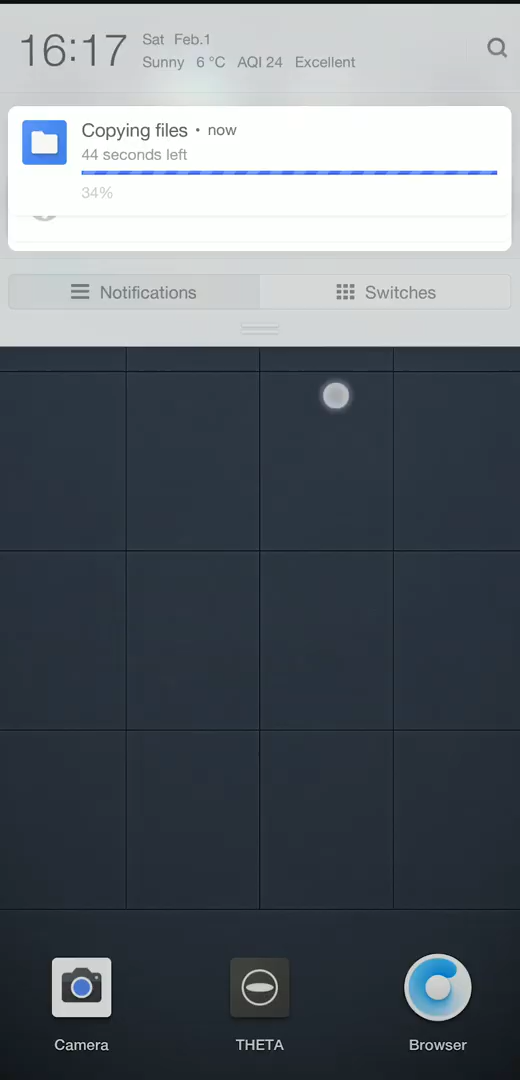 16:17
Sat Feb.1
Sunny 6 °C AQI 24 Excellent
Copying files • now
44 seconds left
34%
Notifications
Switches
Camera
THETA
Browser